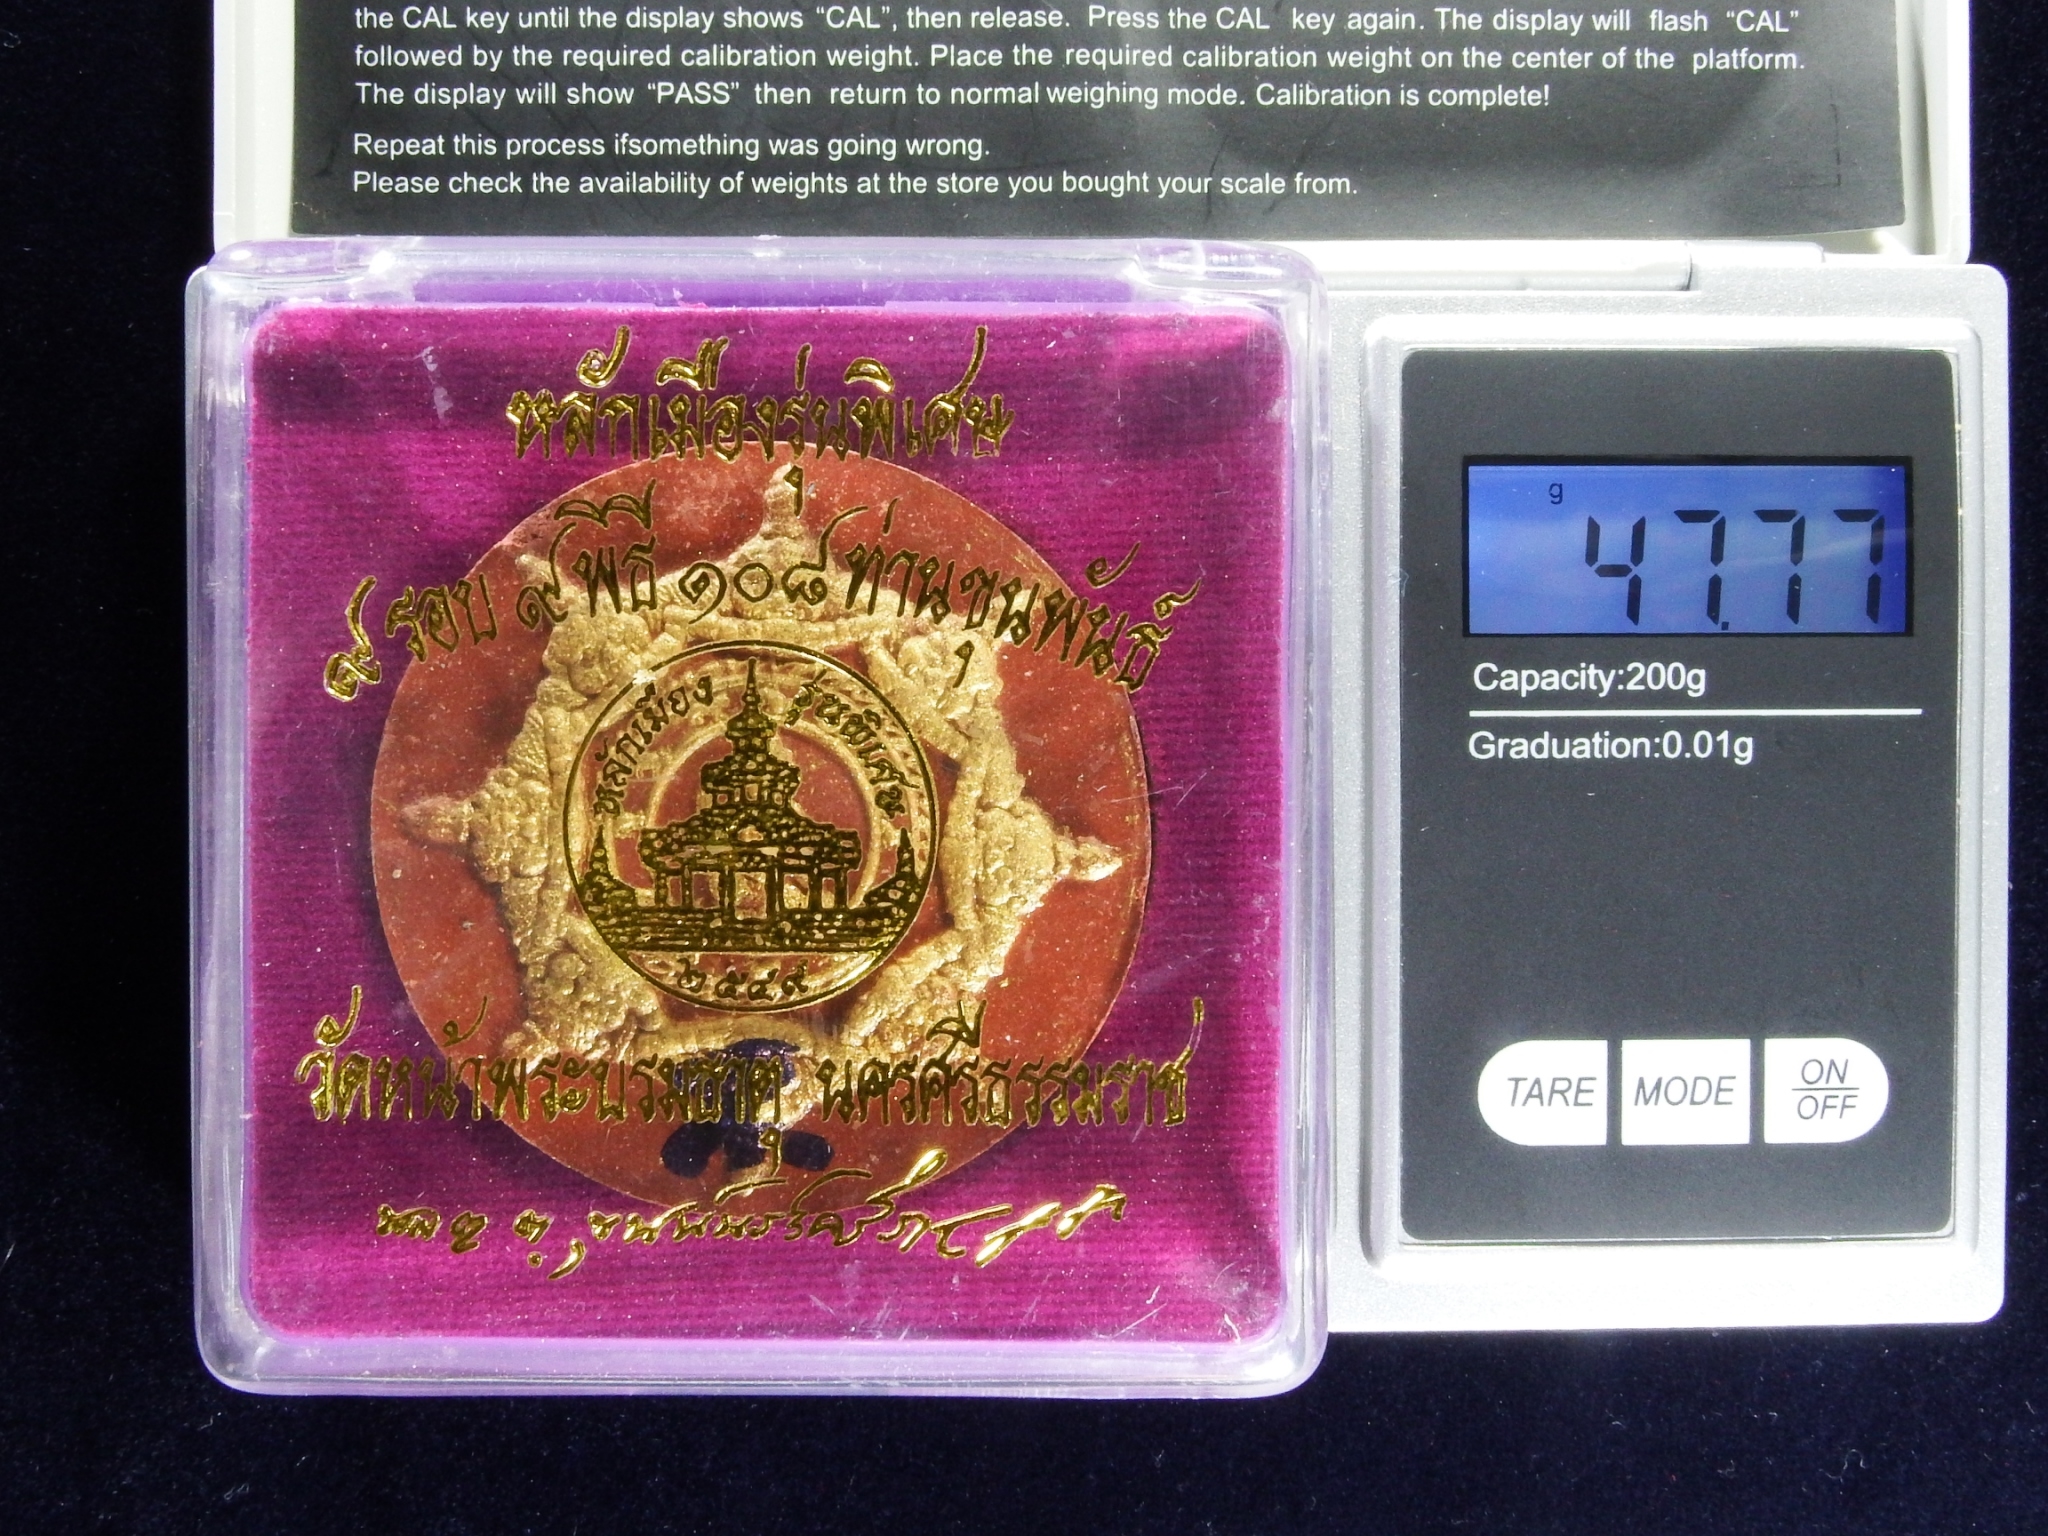 the CAL key until the display shows “CAL”, then release. Press the CAL key again. The display will flash “CAL”
followed by the required calibration weight. Place the required calibration weight on the center of the platform.
The display will show “PASS” then return to normal weighing mode. Calibration is complete!
Repeat this process ifsomething was going wrong.
Please check the availability of weights at the store you bought your scale from.
หลักเมืองรุ่นพิเศษ
๙ รอบ ๙ พิธี ๑๐๘ ท่านขุนพันธ์
หลักเมือง รุ่นพิเศษ
๒๕๔๙
วัดหน้าพระบรมธาตุ นครศรีธรรมราช
g
47.77
Capacity:200g
Graduation:0.01g
TARE
MODE
ON
OFF